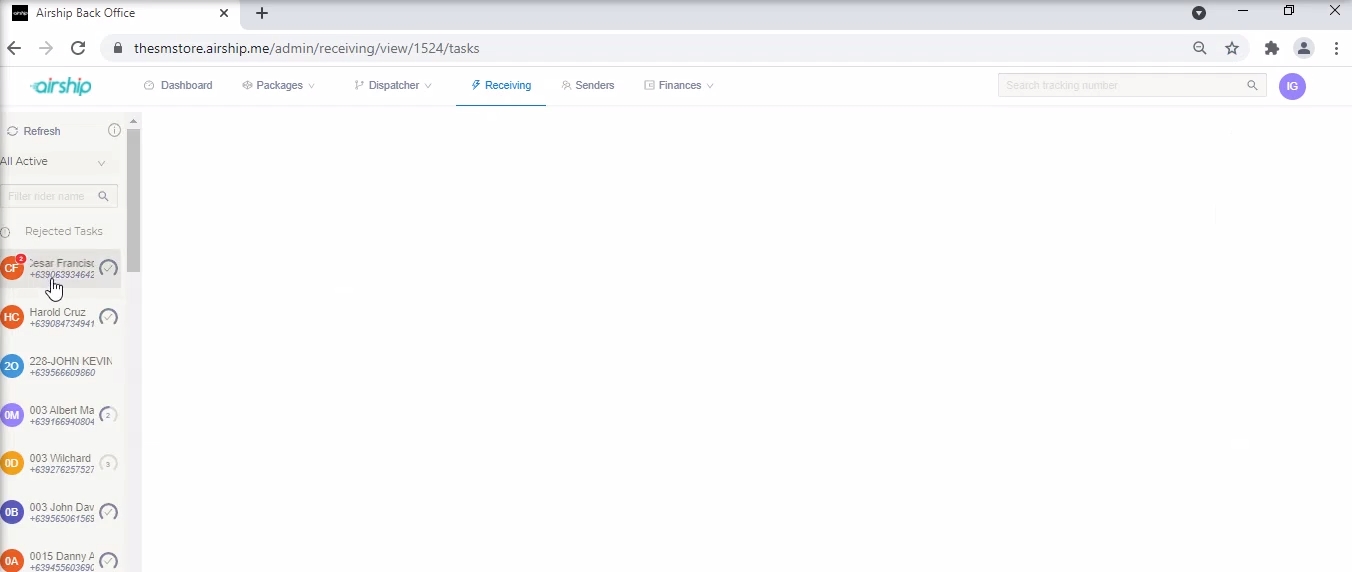 Airship Back Office
thesmstore.airship.me/admin/receiving/view/1524/tasks
airship Dashboard Packages Dispatcher Receiving Senders Finances Search tracking number IG
Refresh
All Active
Filter rider name
Rejected Tasks
CF 2 Cesar Francisc
+639063934642
HC Harold Cruz
+639084734941
2O 228-JOHN KEVIN
+639566609860
0M 003 Albert Ma 2
+639166940804
0D 003 Wilchard 3
+639276257527
0B 003 John Dav
+639565061569
0A 0015 Danny A
+639455603690